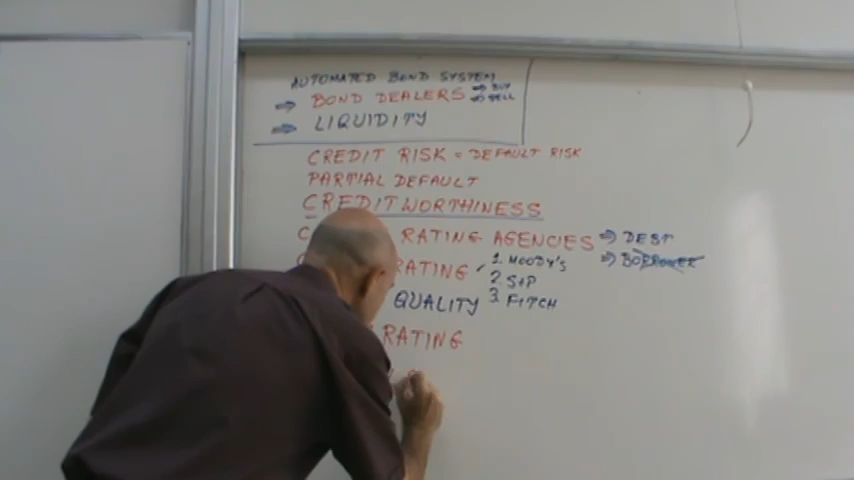 AUTOMATED BOND SYSTEM
⇒ BOND DEALERS ⇒ BUY
⇒ SELL
⇒ LIQUIDITY
CREDIT RISK = DEFAULT RISK
PARTIAL DEFAULT
CREDITWORTHINESS
C RATING AGENCIES ⇒ DEBT
⇒ BORROWER
RATING ✓ 1. MOODY'S
2. S+P
QUALITY 3. FITCH
RATING